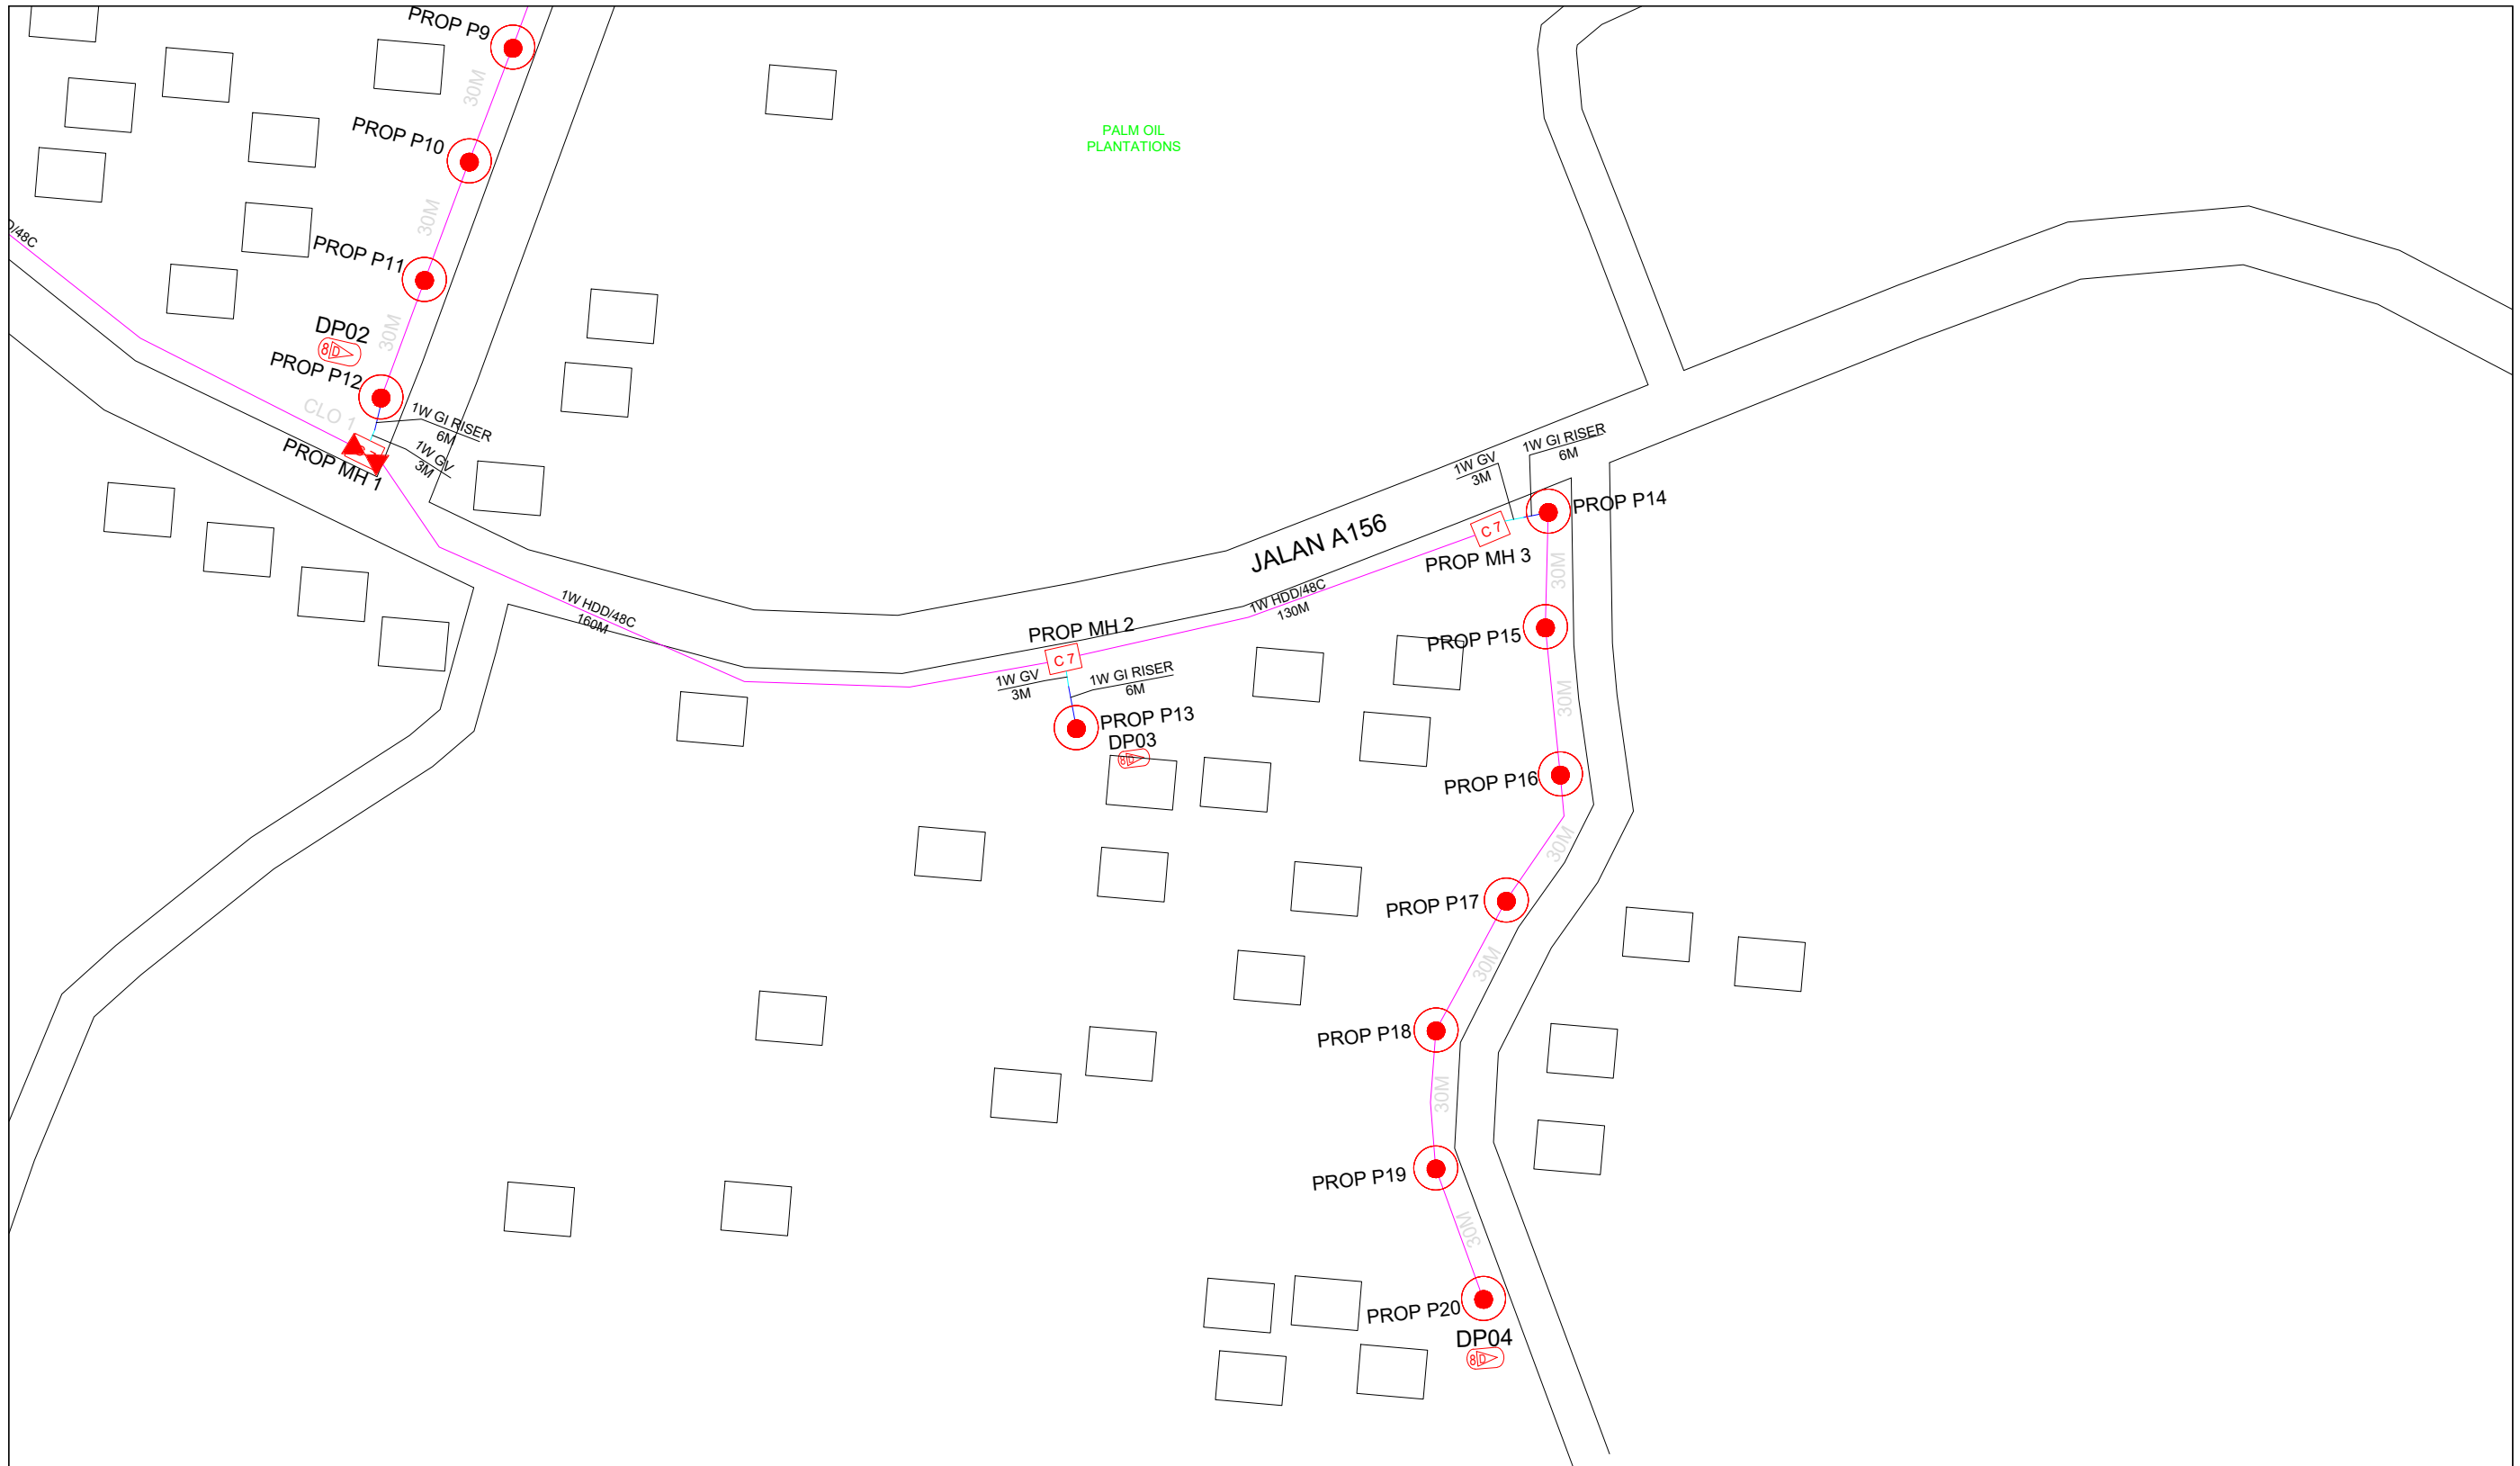 PROP P9
30M
PALM OIL
PLANTATIONS
PROP P10
30M
D/48C
PROP P11
30M
DP02
8 D
PROP P12
CLO 1
1W GI RISER
6M
1W GV
3M
PROP MH 1
1W GI RISER
6M
1W GV
3M
PROP P14
C 7
PROP MH 3
JALAN A156
30M
1W HDD/48C
160M
1W HDD/48C
130M
PROP MH 2
C 7
PROP P15
1W GV
3M
1W GI RISER
6M
30M
PROP P13
DP03
8 D
PROP P16
30M
PROP P17
30M
PROP P18
30M
PROP P19
30M
PROP P20
DP04
8 D